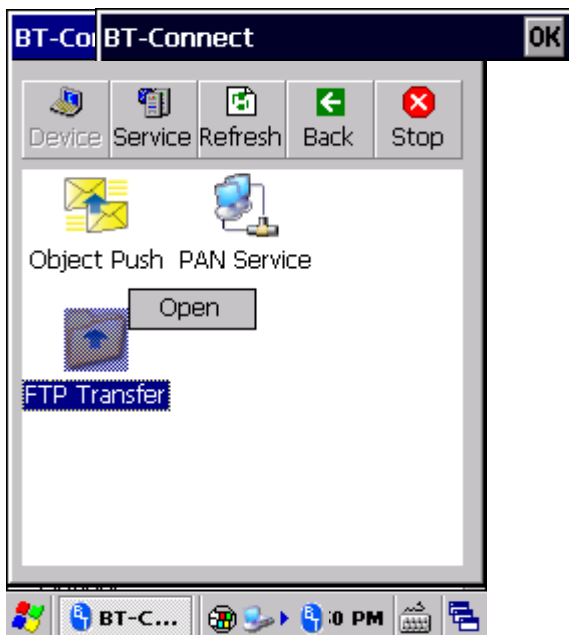 BT-Co BT-Connect OK
Device Service Refresh Back Stop
Object Push PAN Service
Open
FTP Transfer
BT-C... :0 PM